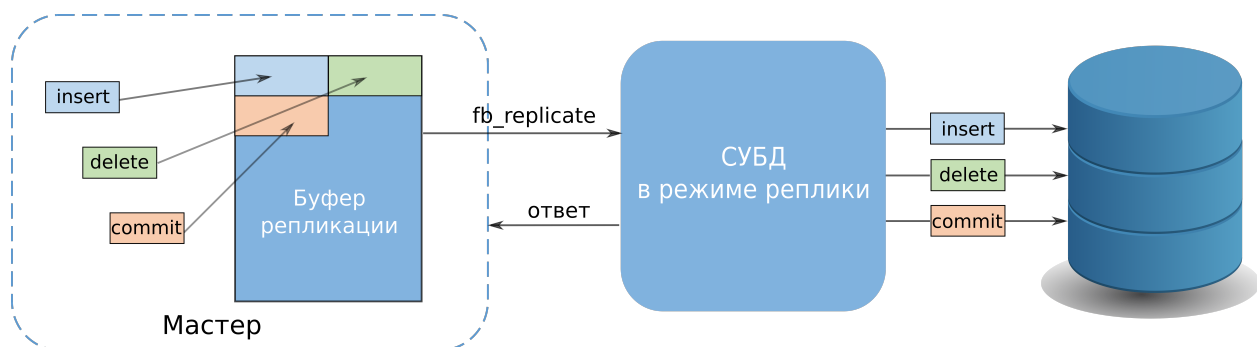 insert
delete
commit
Буфер
репликации
Мастер
fb_replicate
ответ
СУБД
в режиме реплики
insert
delete
commit